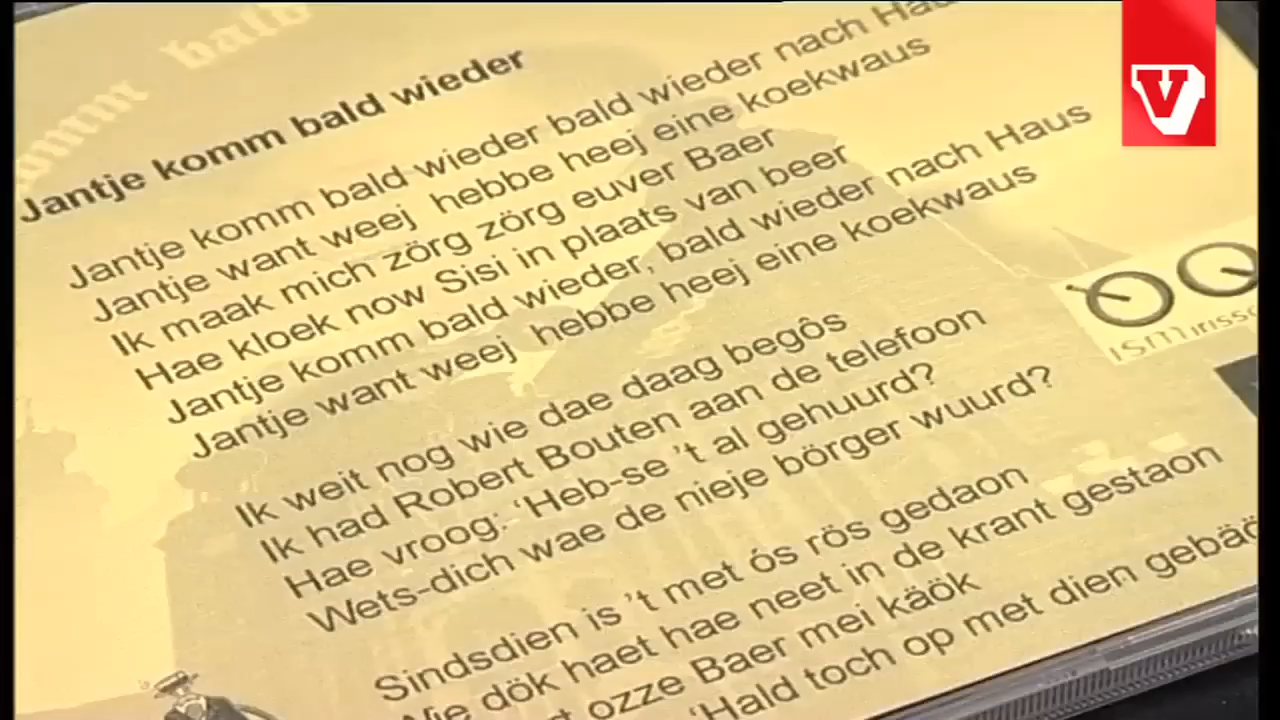 komm bald
Jantje komm bald wieder
Jantje komm bald wieder bald wieder nach
Jantje want weej hebbe heej eine koekwaus
Ik maak mich zörg zörg euver Baer
Hae kloek now Sisi in plaats van beer
Jantje komm bald wieder, bald wieder nach Haus
Jantje want weej hebbe heej eine koekwaus
Ik weit nog wie dae daag begôs
Ik had Robert Bouten aan de telefoon
Hae vroog: ‘Heb-se ’t al gehuurd?
Wets-dich wae de nieje börger wuurd?
Sindsdien is ’t met ós rös gedaon
Wie dök haet hae neet in de krant gestaon
ozze Baer mei käök
‘Hald toch op met dien
V